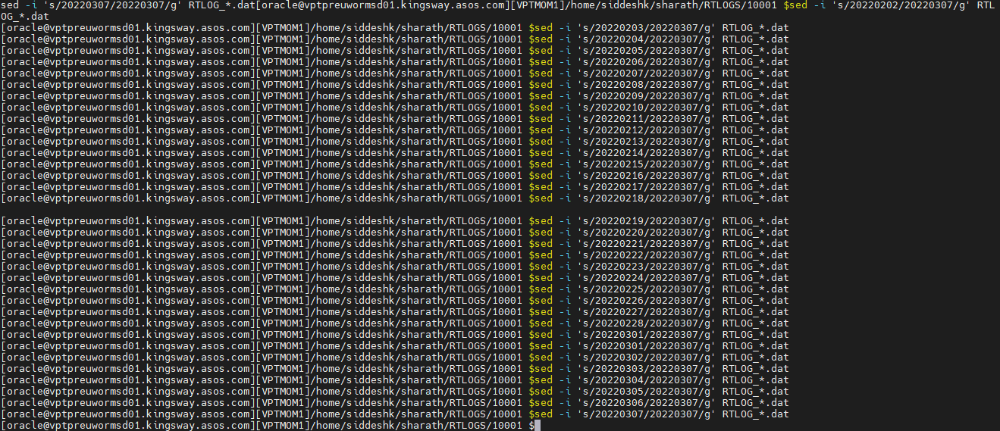 sed -i 's/20220307/20220307/g' RTLOG_*.dat[oracle@vptpreuwormsd01.kingsway.asos.com][VPTMOM1]/home/siddeshk/sharath/RTLOGS/10001 $sed -i 's/20220202/20220307/g' RTL
OG_*.dat
[oracle@vptpreuwormsd01.kingsway.asos.com][VPTMOM1]/home/siddeshk/sharath/RTLOGS/10001 $sed -i 's/20220203/20220307/g' RTLOG_*.dat
[oracle@vptpreuwormsd01.kingsway.asos.com][VPTMOM1]/home/siddeshk/sharath/RTLOGS/10001 $sed -i 's/20220204/20220307/g' RTLOG_*.dat
[oracle@vptpreuwormsd01.kingsway.asos.com][VPTMOM1]/home/siddeshk/sharath/RTLOGS/10001 $sed -i 's/20220205/20220307/g' RTLOG_*.dat
[oracle@vptpreuwormsd01.kingsway.asos.com][VPTMOM1]/home/siddeshk/sharath/RTLOGS/10001 $sed -i 's/20220206/20220307/g' RTLOG_*.dat
[oracle@vptpreuwormsd01.kingsway.asos.com][VPTMOM1]/home/siddeshk/sharath/RTLOGS/10001 $sed -i 's/20220207/20220307/g' RTLOG_*.dat
[oracle@vptpreuwormsd01.kingsway.asos.com][VPTMOM1]/home/siddeshk/sharath/RTLOGS/10001 $sed -i 's/20220208/20220307/g' RTLOG_*.dat
[oracle@vptpreuwormsd01.kingsway.asos.com][VPTMOM1]/home/siddeshk/sharath/RTLOGS/10001 $sed -i 's/20220209/20220307/g' RTLOG_*.dat
[oracle@vptpreuwormsd01.kingsway.asos.com][VPTMOM1]/home/siddeshk/sharath/RTLOGS/10001 $sed -i 's/20220210/20220307/g' RTLOG_*.dat
[oracle@vptpreuwormsd01.kingsway.asos.com][VPTMOM1]/home/siddeshk/sharath/RTLOGS/10001 $sed -i 's/20220211/20220307/g' RTLOG_*.dat
[oracle@vptpreuwormsd01.kingsway.asos.com][VPTMOM1]/home/siddeshk/sharath/RTLOGS/10001 $sed -i 's/20220212/20220307/g' RTLOG_*.dat
[oracle@vptpreuwormsd01.kingsway.asos.com][VPTMOM1]/home/siddeshk/sharath/RTLOGS/10001 $sed -i 's/20220213/20220307/g' RTLOG_*.dat
[oracle@vptpreuwormsd01.kingsway.asos.com][VPTMOM1]/home/siddeshk/sharath/RTLOGS/10001 $sed -i 's/20220214/20220307/g' RTLOG_*.dat
[oracle@vptpreuwormsd01.kingsway.asos.com][VPTMOM1]/home/siddeshk/sharath/RTLOGS/10001 $sed -i 's/20220215/20220307/g' RTLOG_*.dat
[oracle@vptpreuwormsd01.kingsway.asos.com][VPTMOM1]/home/siddeshk/sharath/RTLOGS/10001 $sed -i 's/20220216/20220307/g' RTLOG_*.dat
[oracle@vptpreuwormsd01.kingsway.asos.com][VPTMOM1]/home/siddeshk/sharath/RTLOGS/10001 $sed -i 's/20220217/20220307/g' RTLOG_*.dat
[oracle@vptpreuwormsd01.kingsway.asos.com][VPTMOM1]/home/siddeshk/sharath/RTLOGS/10001 $sed -i 's/20220218/20220307/g' RTLOG_*.dat

[oracle@vptpreuwormsd01.kingsway.asos.com][VPTMOM1]/home/siddeshk/sharath/RTLOGS/10001 $sed -i 's/20220219/20220307/g' RTLOG_*.dat
[oracle@vptpreuwormsd01.kingsway.asos.com][VPTMOM1]/home/siddeshk/sharath/RTLOGS/10001 $sed -i 's/20220220/20220307/g' RTLOG_*.dat
[oracle@vptpreuwormsd01.kingsway.asos.com][VPTMOM1]/home/siddeshk/sharath/RTLOGS/10001 $sed -i 's/20220221/20220307/g' RTLOG_*.dat
[oracle@vptpreuwormsd01.kingsway.asos.com][VPTMOM1]/home/siddeshk/sharath/RTLOGS/10001 $sed -i 's/20220222/20220307/g' RTLOG_*.dat
[oracle@vptpreuwormsd01.kingsway.asos.com][VPTMOM1]/home/siddeshk/sharath/RTLOGS/10001 $sed -i 's/20220223/20220307/g' RTLOG_*.dat
[oracle@vptpreuwormsd01.kingsway.asos.com][VPTMOM1]/home/siddeshk/sharath/RTLOGS/10001 $sed -i 's/20220224/20220307/g' RTLOG_*.dat
[oracle@vptpreuwormsd01.kingsway.asos.com][VPTMOM1]/home/siddeshk/sharath/RTLOGS/10001 $sed -i 's/20220225/20220307/g' RTLOG_*.dat
[oracle@vptpreuwormsd01.kingsway.asos.com][VPTMOM1]/home/siddeshk/sharath/RTLOGS/10001 $sed -i 's/20220226/20220307/g' RTLOG_*.dat
[oracle@vptpreuwormsd01.kingsway.asos.com][VPTMOM1]/home/siddeshk/sharath/RTLOGS/10001 $sed -i 's/20220227/20220307/g' RTLOG_*.dat
[oracle@vptpreuwormsd01.kingsway.asos.com][VPTMOM1]/home/siddeshk/sharath/RTLOGS/10001 $sed -i 's/20220228/20220307/g' RTLOG_*.dat
[oracle@vptpreuwormsd01.kingsway.asos.com][VPTMOM1]/home/siddeshk/sharath/RTLOGS/10001 $sed -i 's/20220301/20220307/g' RTLOG_*.dat
[oracle@vptpreuwormsd01.kingsway.asos.com][VPTMOM1]/home/siddeshk/sharath/RTLOGS/10001 $sed -i 's/20220301/20220307/g' RTLOG_*.dat
[oracle@vptpreuwormsd01.kingsway.asos.com][VPTMOM1]/home/siddeshk/sharath/RTLOGS/10001 $sed -i 's/20220302/20220307/g' RTLOG_*.dat
[oracle@vptpreuwormsd01.kingsway.asos.com][VPTMOM1]/home/siddeshk/sharath/RTLOGS/10001 $sed -i 's/20220303/20220307/g' RTLOG_*.dat
[oracle@vptpreuwormsd01.kingsway.asos.com][VPTMOM1]/home/siddeshk/sharath/RTLOGS/10001 $sed -i 's/20220304/20220307/g' RTLOG_*.dat
[oracle@vptpreuwormsd01.kingsway.asos.com][VPTMOM1]/home/siddeshk/sharath/RTLOGS/10001 $sed -i 's/20220305/20220307/g' RTLOG_*.dat
[oracle@vptpreuwormsd01.kingsway.asos.com][VPTMOM1]/home/siddeshk/sharath/RTLOGS/10001 $sed -i 's/20220306/20220307/g' RTLOG_*.dat
[oracle@vptpreuwormsd01.kingsway.asos.com][VPTMOM1]/home/siddeshk/sharath/RTLOGS/10001 $sed -i 's/20220307/20220307/g' RTLOG_*.dat
[oracle@vptpreuwormsd01.kingsway.asos.com][VPTMOM1]/home/siddeshk/sharath/RTLOGS/10001 $